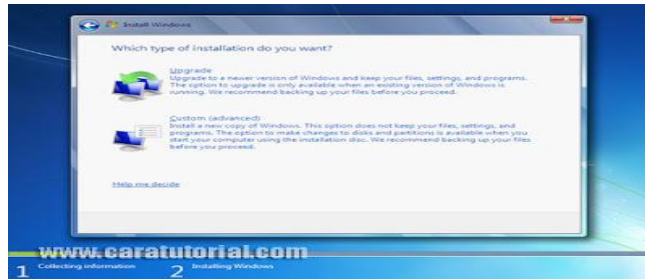 Install Windows
Which type of installation do you want?
Upgrade
Upgrade to a newer version of Windows and keep your files, settings, and programs.
The option to upgrade is only available when an existing version of Windows is
running. We recommend backing up your files before you proceed.
Custom (advanced)
Install a new copy of Windows. This option does not keep your files, settings, and
programs. The option to make changes to disks and partitions is available when you
start your computer using the installation disc. We recommend backing up your files
before you proceed.
Help me decide
www.caratutorial.com
1 Collecting information 2 Installing Windows